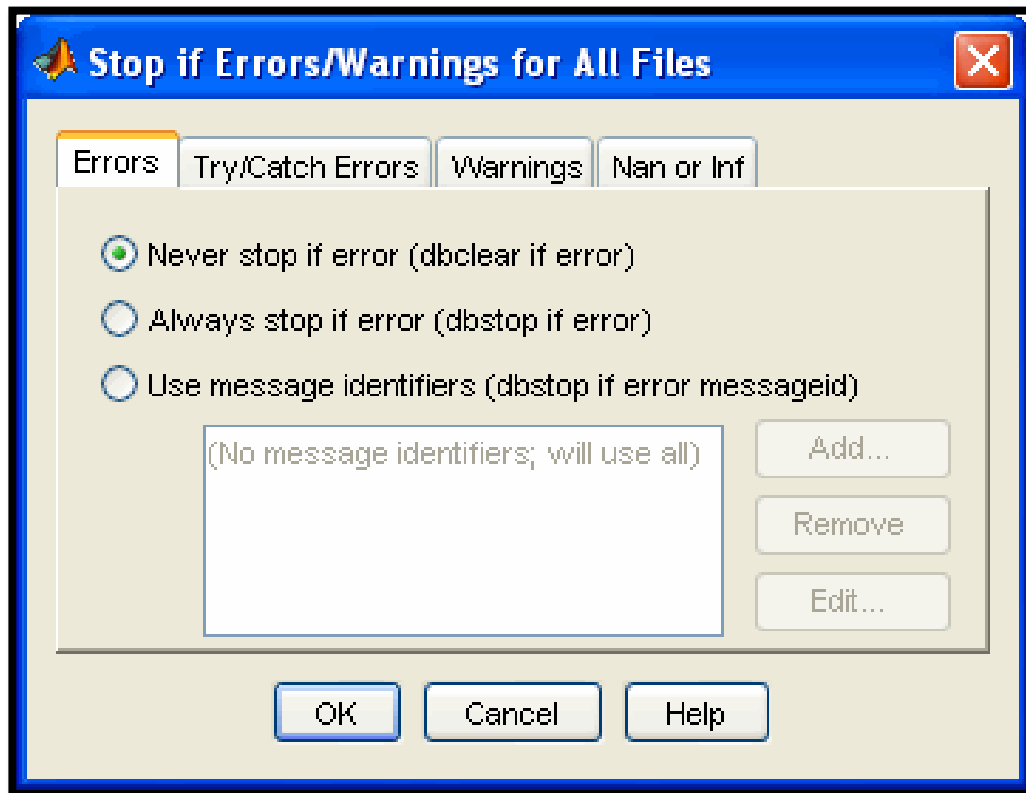 Stop if Errors/Warnings for All Files
Errors Try/Catch Errors Warnings Nan or Inf
Never stop if error (dbclear if error)
Always stop if error (dbstop if error)
Use message identifiers (dbstop if error messageid)
(No message identifiers; will use all)
Add...
Remove
Edit...
OK Cancel Help